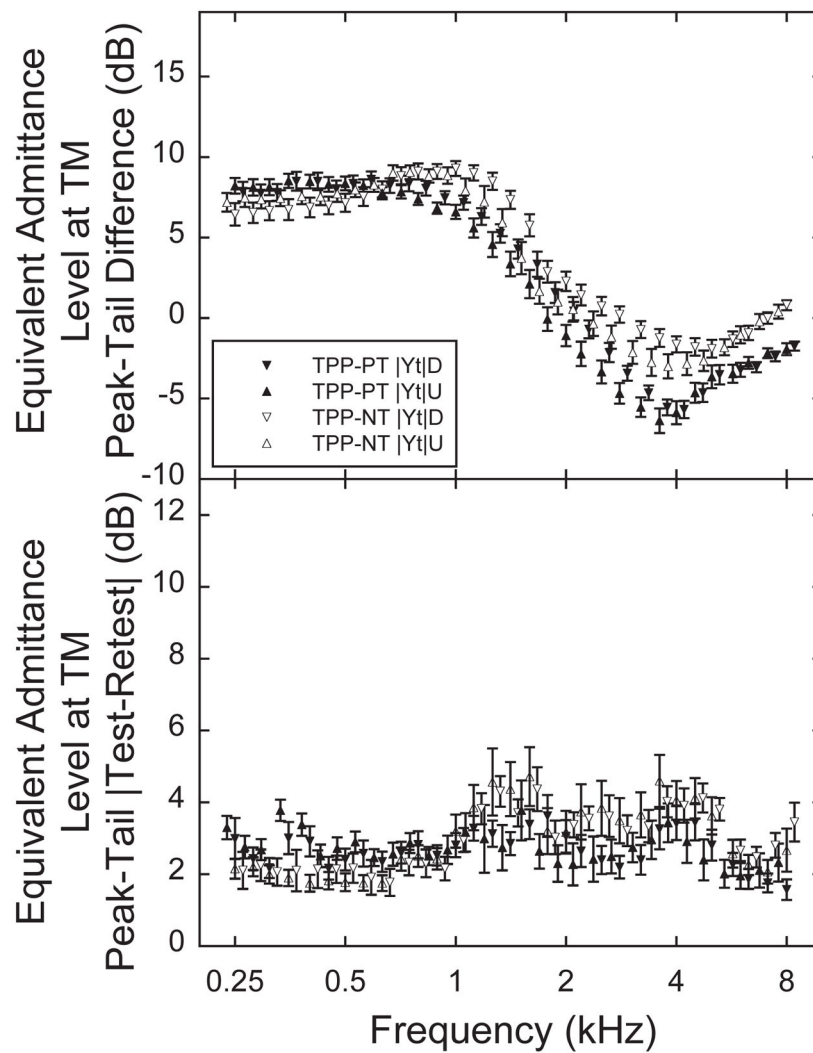 Equivalent Admittance
Level at TM
Peak-Tail Difference (dB)
15
10
5
0
-5
-10
TPP-PT |Yt|D
TPP-PT |Yt|U
TPP-NT |Yt|D
TPP-NT |Yt|U
Equivalent Admittance
Level at TM
Peak-Tail |Test-Retest| (dB)
12
10
8
6
4
2
0
0.25 0.5 1 2 4 8
Frequency (kHz)